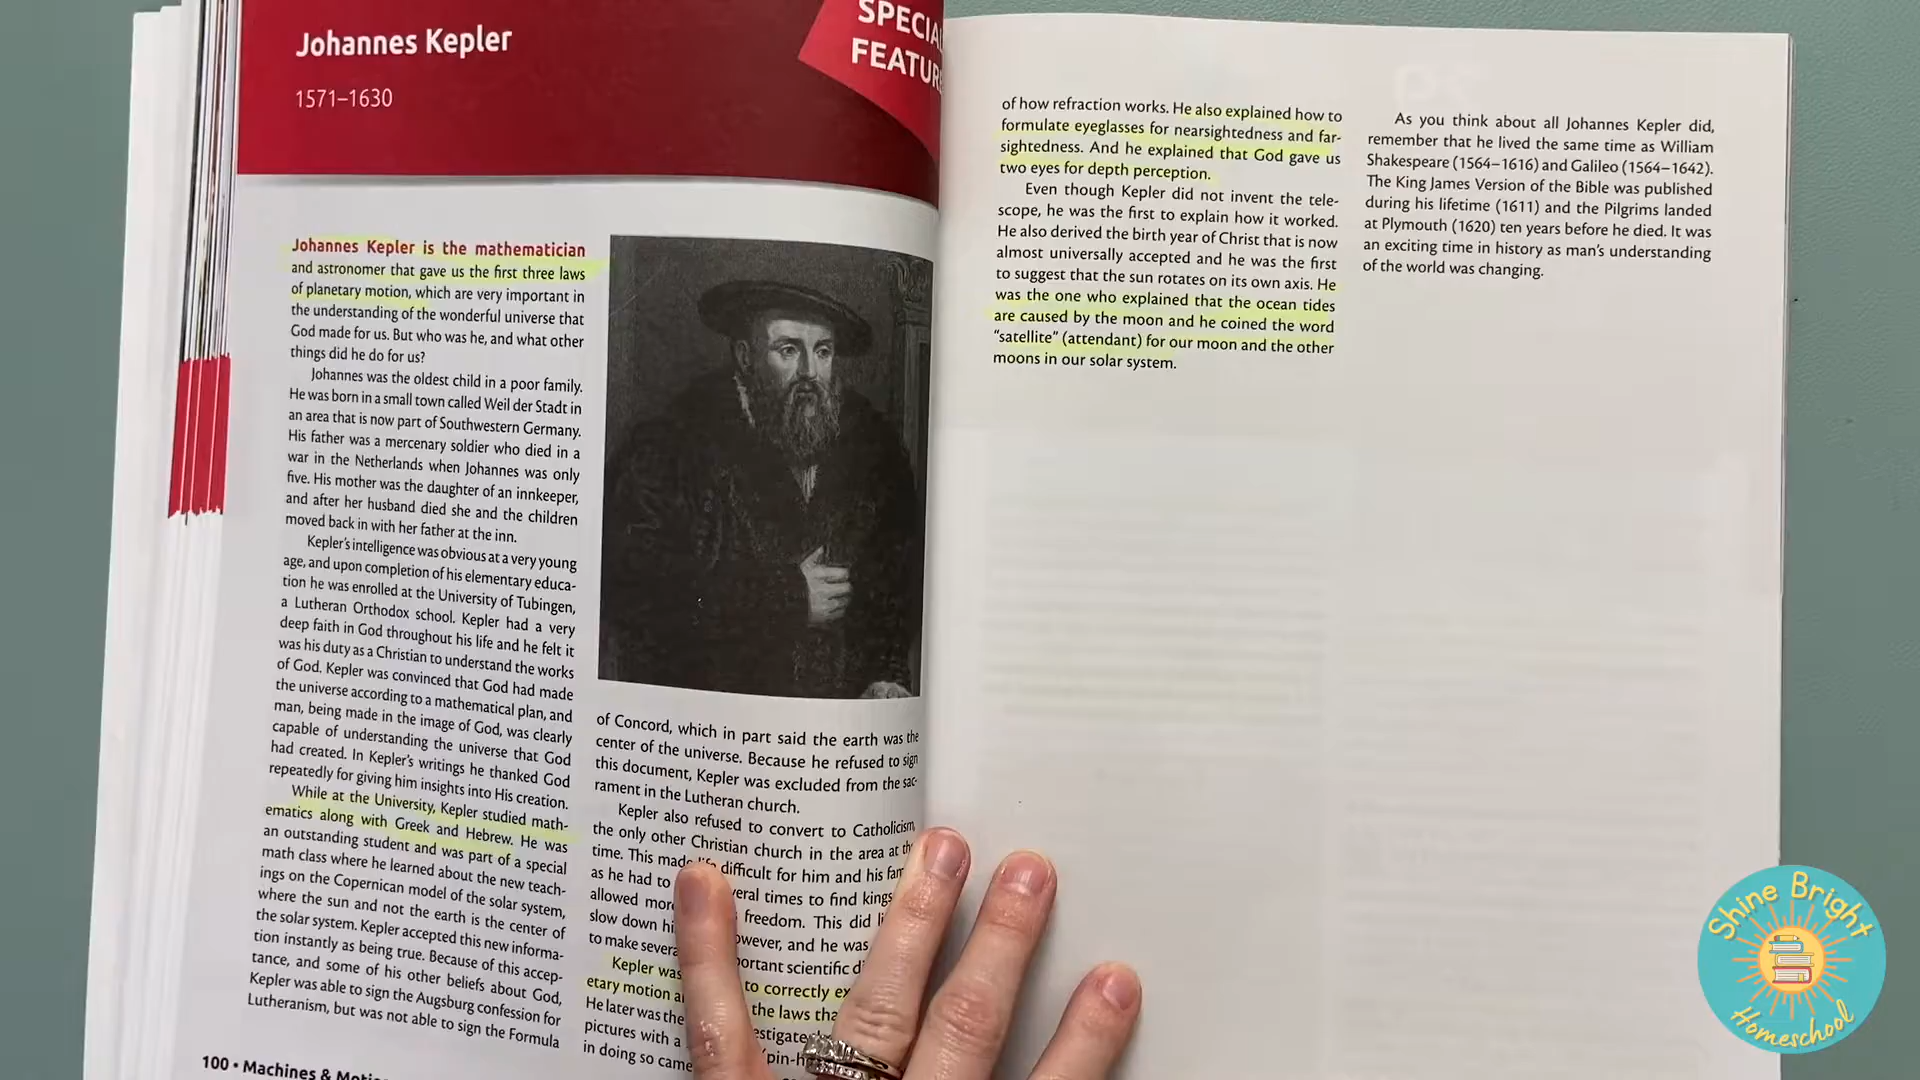 Johannes Kepler
1571–1630
SPECIAL
FEATURE
Johannes Kepler is the mathematician
and astronomer that gave us the first three laws
of planetary motion, which are very important in
the understanding of the wonderful universe that
God made for us. But who was he, and what other
things did he do for us?
Johannes was the oldest child in a poor family.
He was born in a small town called Weil der Stadt in
an area that is now part of Southwestern Germany.
His father was a mercenary soldier who died in a
war in the Netherlands when Johannes was only
five. His mother was the daughter of an innkeeper,
and after her husband died she and the children
moved back in with her father at the inn.
Kepler's intelligence was obvious at a very young
age, and upon completion of his elementary educa-
tion he was enrolled at the University of Tubingen,
a Lutheran Orthodox school. Kepler had a very
deep faith in God throughout his life and he felt it
was his duty as a Christian to understand the works
of God. Kepler was convinced that God had made
the universe according to a mathematical plan, and
man, being made in the image of God, was clearly
capable of understanding the universe that God
had created. In Kepler's writings he thanked God
repeatedly for giving him insights into His creation.
While at the University, Kepler studied math-
ematics along with Greek and Hebrew. He was
an outstanding student and was part of a special
math class where he learned about the new teach-
ings on the Copernican model of the solar system,
where the sun and not the earth is the center of
the solar system. Kepler accepted this new informa-
tion instantly as being true. Because of this accep-
tance, and some of his other beliefs about God,
Kepler was able to sign the Augsburg confession for
Lutheranism, but was not able to sign the Formula
of Concord, which in part said the earth was the
center of the universe. Because he refused to sign
this document, Kepler was excluded from the sac-
rament in the Lutheran church.
Kepler also refused to convert to Catholicism,
the only other Christian church in the area at
time. This made life difficult for him and his
as he had to several times to find
allowed freedom. This did
slow down however, and he was
to make important scientific
Kepler was to correctly
etary motion the laws
He later was the
pictures with a
in doing so came
100 • Machines &
of how refraction works. He also explained how to
formulate eyeglasses for nearsightedness and far-
sightedness. And he explained that God gave us
two eyes for depth perception.
Even though Kepler did not invent the tele-
scope, he was the first to explain how it worked.
He also derived the birth year of Christ that is now
almost universally accepted and he was the first
to suggest that the sun rotates on its own axis. He
was the one who explained that the ocean tides
are caused by the moon and he coined the word
"satellite" (attendant) for our moon and the other
moons in our solar system.
As you think about all Johannes Kepler did,
remember that he lived the same time as William
Shakespeare (1564–1616) and Galileo (1564–1642).
The King James Version of the Bible was published
during his lifetime (1611) and the Pilgrims landed
at Plymouth (1620) ten years before he died. It was
an exciting time in history as man's understanding
of the world was changing.
Shine Bright
Homeschool